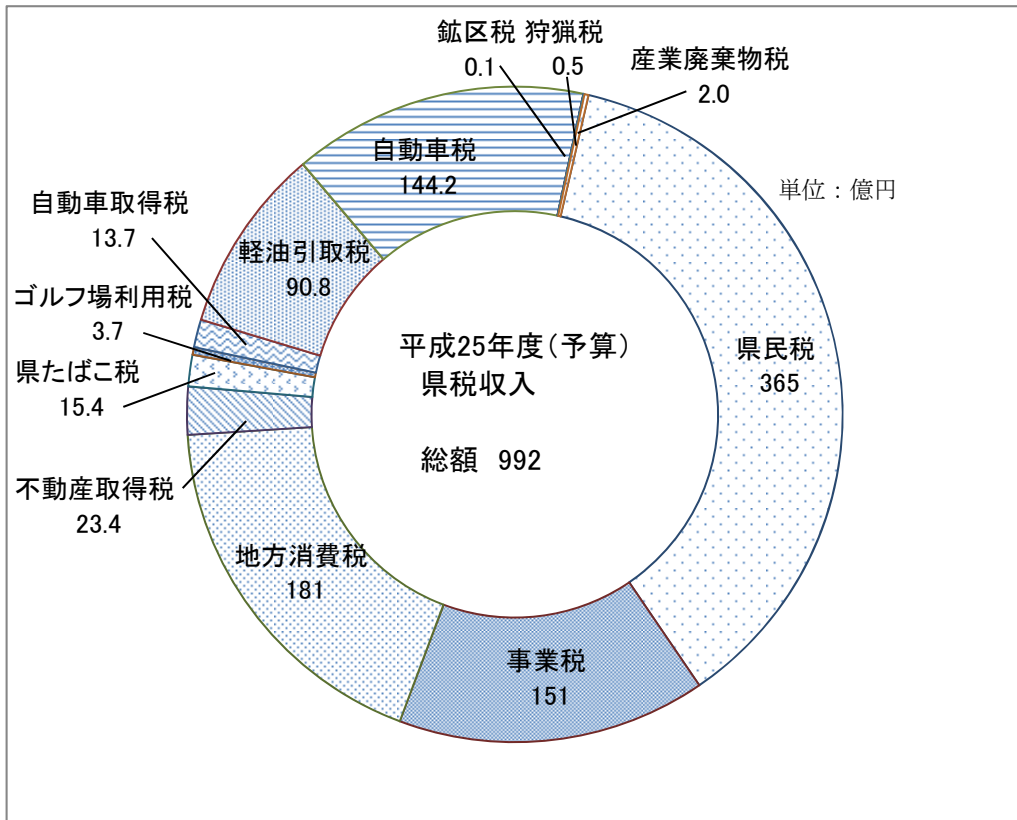 鉱区税 狩猟税
0.1 0.5
産業廃棄物税
2.0
自動車税
144.2
単位：億円
自動車取得税
13.7
軽油引取税
90.8
ゴルフ場利用税
3.7
県たばこ税
15.4
平成25年度(予算)
県税収入
総額 992
県民税
365
不動産取得税
23.4
地方消費税
181
事業税
151